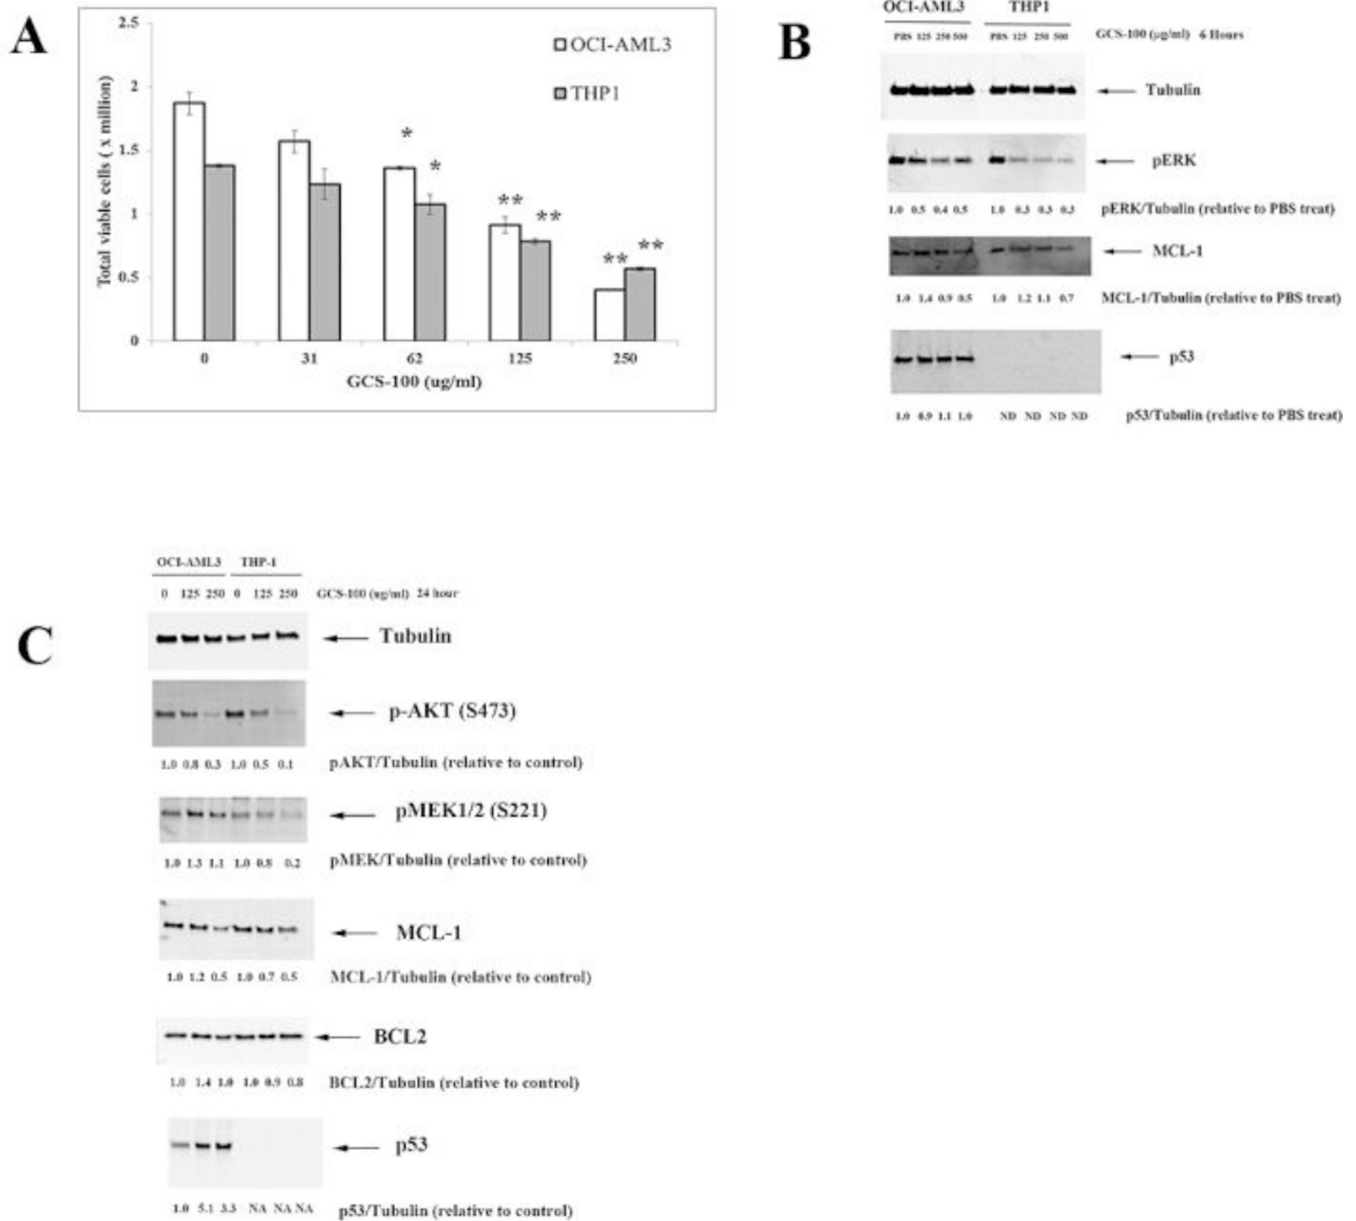 A
2.5
2
1.5
1
0.5
0
Total viable cells ( x million)
OCI-AML3
THP1
* *
** **
** **
0 31 62 125 250
GCS-100 (ug/ml)
B
OCI-AML3 THP1
PBS 125 250 500 PBS 125 250 500 GCS-100 (µg/ml) 6 Hours
Tubulin
pERK
1.0 0.5 0.4 0.5 1.0 0.3 0.3 0.3 pERK/Tubulin (relative to PBS treat)
MCL-1
1.0 1.4 0.9 0.5 1.0 1.2 1.1 0.7 MCL-1/Tubulin (relative to PBS treat)
p53
1.0 0.9 1.1 1.0 ND ND ND ND p53/Tubulin (relative to PBS treat)
C
OCI-AML3 THP-1
0 125 250 0 125 250 GCS-100 (ug/ml) 24 hour
Tubulin
p-AKT (S473)
1.0 0.8 0.3 1.0 0.5 0.1 pAKT/Tubulin (relative to control)
pMEK1/2 (S221)
1.0 1.3 1.1 1.0 0.8 0.2 pMEK/Tubulin (relative to control)
MCL-1
1.0 1.2 0.5 1.0 0.7 0.5 MCL-1/Tubulin (relative to control)
BCL2
1.0 1.4 1.0 1.0 0.9 0.8 BCL2/Tubulin (relative to control)
p53
1.0 5.1 3.3 NA NA NA p53/Tubulin (relative to control)